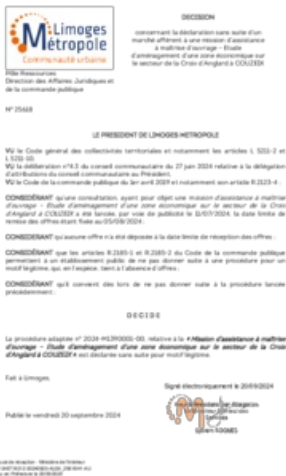 Limoges
Métropole
Communauté urbaine
DECISION
concernant la déclaration sans suite d'un
marché afférent à une mission d'assistance
à maîtrise d'ouvrage – Etude
d'aménagement d'une zone économique sur
le secteur de la Croix d'Anglard à COUZEIX
Pôle Ressources
Direction des Affaires Juridiques et
de la commande publique
N° 25618
LE PRESIDENT DE LIMOGES METROPOLE
VU le Code général des collectivités territoriales et notamment les articles L 5211-2 et
L 5211-10,
VU la délibération n°4.3 du conseil communautaire du 27 juin 2024 relative à la délégation
d'attributions du conseil communautaire au Président,
VU le Code de la commande publique du 1er avril 2019 et notamment son article R 2123-4 ;
CONSIDÉRANT qu'une consultation, ayant pour objet une mission d'assistance à maîtrise
d'ouvrage – Etude d'aménagement d'une zone économique sur le secteur de la Croix
d'Anglard à COUZEIX a été lancée, par voie de publicité le 11/07/2024, la date limite de
remise des offres étant fixée au 05/08/2024 ;
CONSIDERANT qu'aucune offre n'a été déposée à la date limite de réception des offres ;
CONSIDERANT que les articles R 2185-1 et R 2185-2 du Code de la commande publique
permettent à un établissement public de ne pas donner suite à une procédure pour un
motif légitime, qui, en l'espèce, tient à l'absence d'offres ;
CONSIDÉRANT qu'il convient dès lors de ne pas donner suite à la procédure lancée
précédemment ;
DECIDE
La procédure adaptée n° relative à la «Mission d'assistance à maîtrise
d'ouvrage – Etude d'aménagement d'une zone économique sur le secteur de la Croix
d'Anglard à COUZEIX» est déclarée sans suite pour motif légitime.
Fait à Limoges,
Signé électroniquement le 20/09/2024
Publié le vendredi 20 septembre 2024